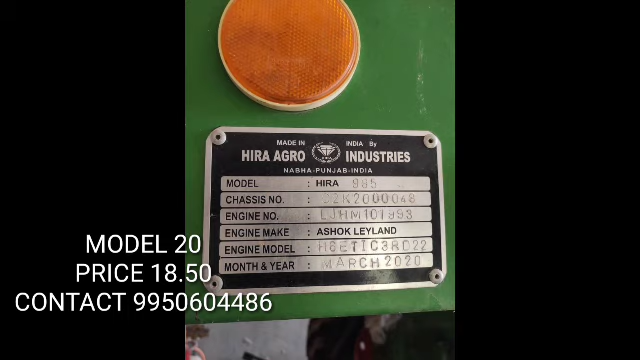 MADE IN INDIA By
HIRA AGRO INDUSTRIES
NABHA-PUNJAB-INDIA
MODEL : HIRA 985
CHASSIS NO. : 02K2000048
ENGINE NO. : LJHM101993
ENGINE MAKE : ASHOK LEYLAND
ENGINE MODEL : H6ETIC3RD22
MONTH & YEAR : MARCH2020
MODEL 20
PRICE 18.50
CONTACT 9950604486